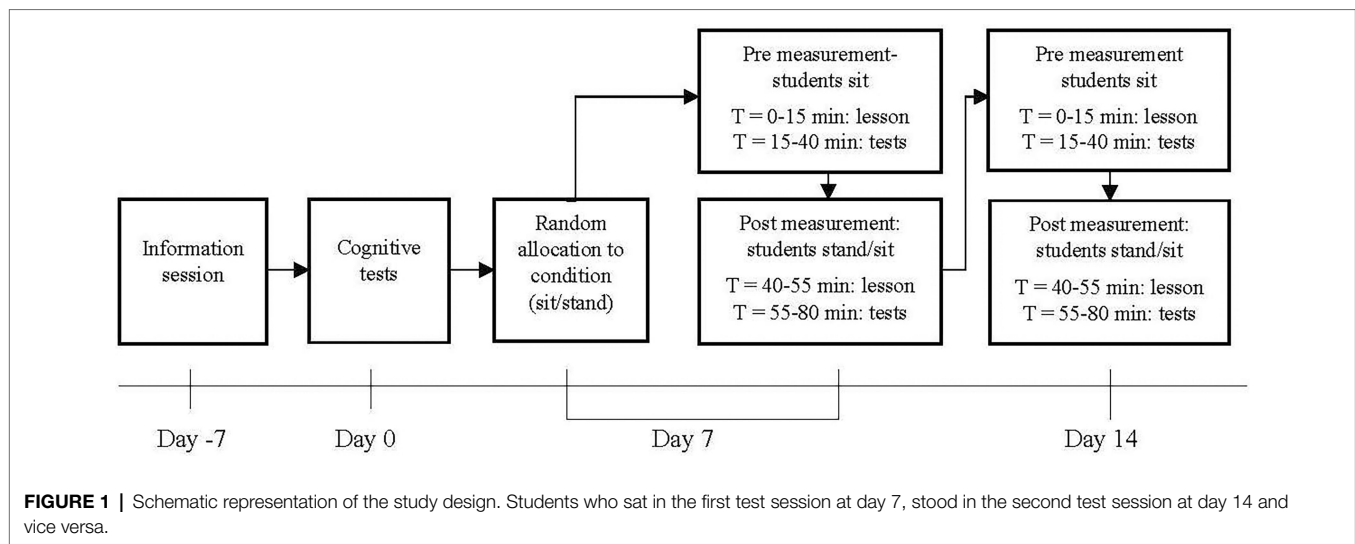 Information
session
Cognitive
tests
Random
allocation to
condition
(sit/stand)
Pre measurement-
students sit
T = 0-15 min: lesson
T = 15-40 min: tests
Post measurement:
students stand/sit
T = 40-55 min: lesson
T = 55-80 min: tests
Pre measurement
students sit
T = 0-15 min: lesson
T = 15-40 min: tests
Post measurement:
students stand/sit
T = 40-55 min: lesson
T = 55-80 min: tests
Day -7
Day 0
Day 7
Day 14
FIGURE 1 | Schematic representation of the study design. Students who sat in the first test session at day 7, stood in the second test session at day 14 and
vice versa.